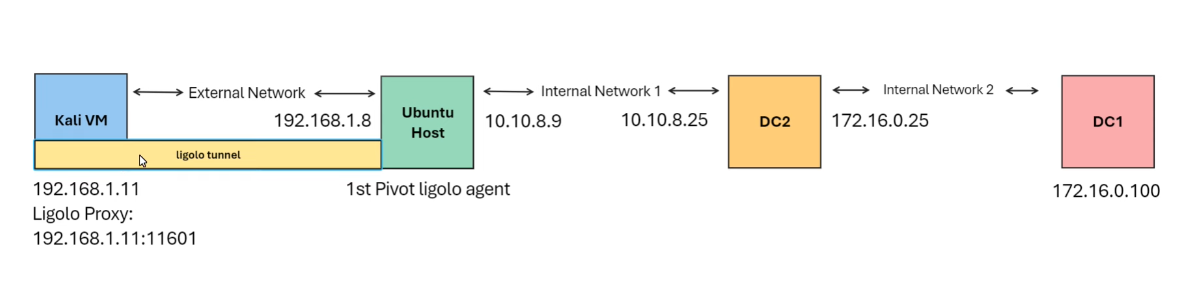 External Network
Internal Network 1
Internal Network 2
Kali VM
192.168.1.8
Ubuntu
Host
10.10.8.9
10.10.8.25
DC2
172.16.0.25
DC1
ligolo tunnel
192.168.1.11
Ligolo Proxy:
192.168.1.11:11601
1st Pivot ligolo agent
172.16.0.100